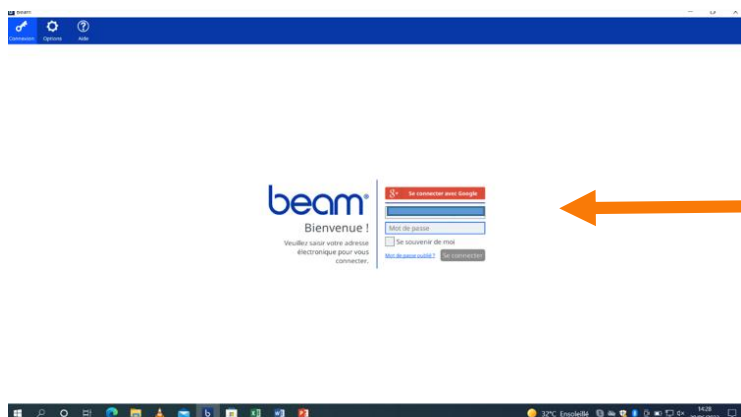 beam
Connexion Options Aide
beam
Bienvenue !
Veuillez saisir votre adresse
électronique pour vous
connecter.
8+ Se connecter avec Google
Mot de passe
Se souvenir de moi
Mot de passe oublié ? Se connecter
32°C Ensoleillé
14:28